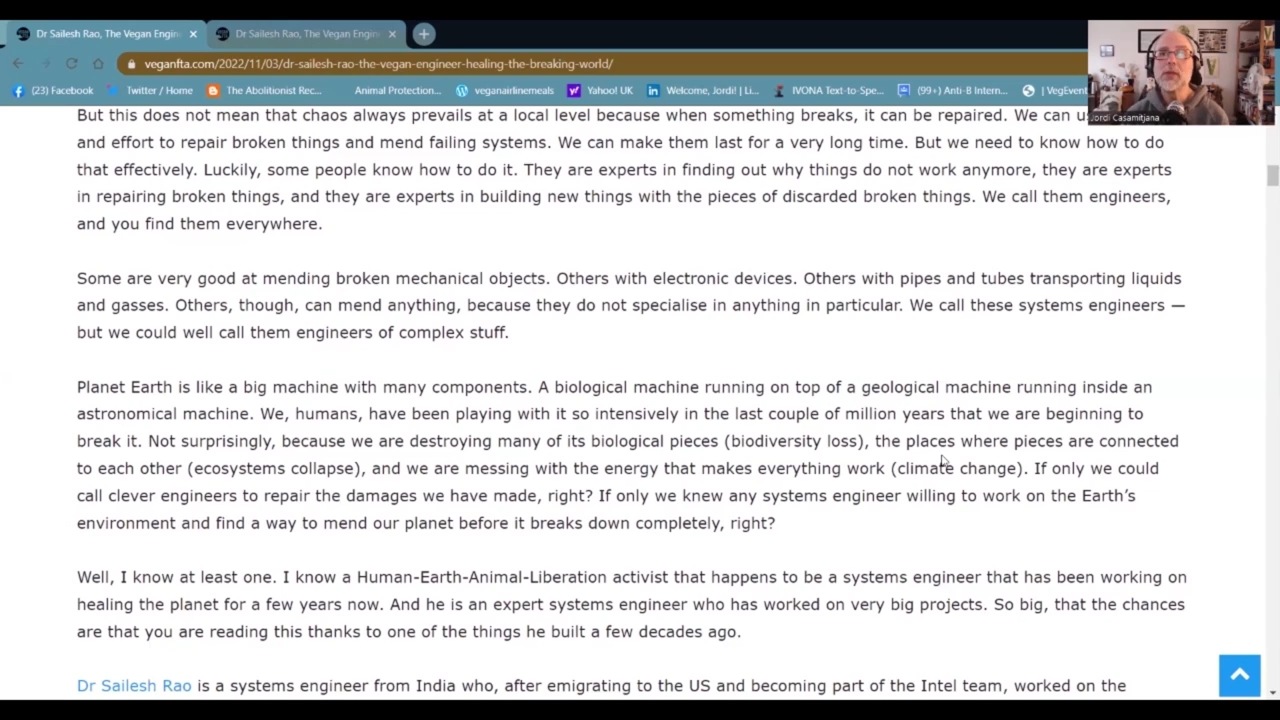 Dr Sailesh Rao, The Vegan Engin
Dr Sailesh Rao, The Vegan Engin
veganfta.com/2022/11/03/dr-sailesh-rao-the-vegan-engineer-healing-the-breaking-world/
(23) Facebook
Twitter / Home
The Abolitionist Rec...
Animal Protection...
veganairlinemeals
Yahoo! UK
Welcome, Jordi! | Li...
IVONA Text-to-Spe...
(99+) Anti-B Intern...
| VegEvent
Jordi Casamitjana
But this does not mean that chaos always prevails at a local level because when something breaks, it can be repaired. We can u
and effort to repair broken things and mend failing systems. We can make them last for a very long time. But we need to know how to do
that effectively. Luckily, some people know how to do it. They are experts in finding out why things do not work anymore, they are experts
in repairing broken things, and they are experts in building new things with the pieces of discarded broken things. We call them engineers,
and you find them everywhere.
Some are very good at mending broken mechanical objects. Others with electronic devices. Others with pipes and tubes transporting liquids
and gasses. Others, though, can mend anything, because they do not specialise in anything in particular. We call these systems engineers —
but we could well call them engineers of complex stuff.
Planet Earth is like a big machine with many components. A biological machine running on top of a geological machine running inside an
astronomical machine. We, humans, have been playing with it so intensively in the last couple of million years that we are beginning to
break it. Not surprisingly, because we are destroying many of its biological pieces (biodiversity loss), the places where pieces are connected
to each other (ecosystems collapse), and we are messing with the energy that makes everything work (climate change). If only we could
call clever engineers to repair the damages we have made, right? If only we knew any systems engineer willing to work on the Earth's
environment and find a way to mend our planet before it breaks down completely, right?
Well, I know at least one. I know a Human-Earth-Animal-Liberation activist that happens to be a systems engineer that has been working on
healing the planet for a few years now. And he is an expert systems engineer who has worked on very big projects. So big, that the chances
are that you are reading this thanks to one of the things he built a few decades ago.
Dr Sailesh Rao is a systems engineer from India who, after emigrating to the US and becoming part of the Intel team, worked on the